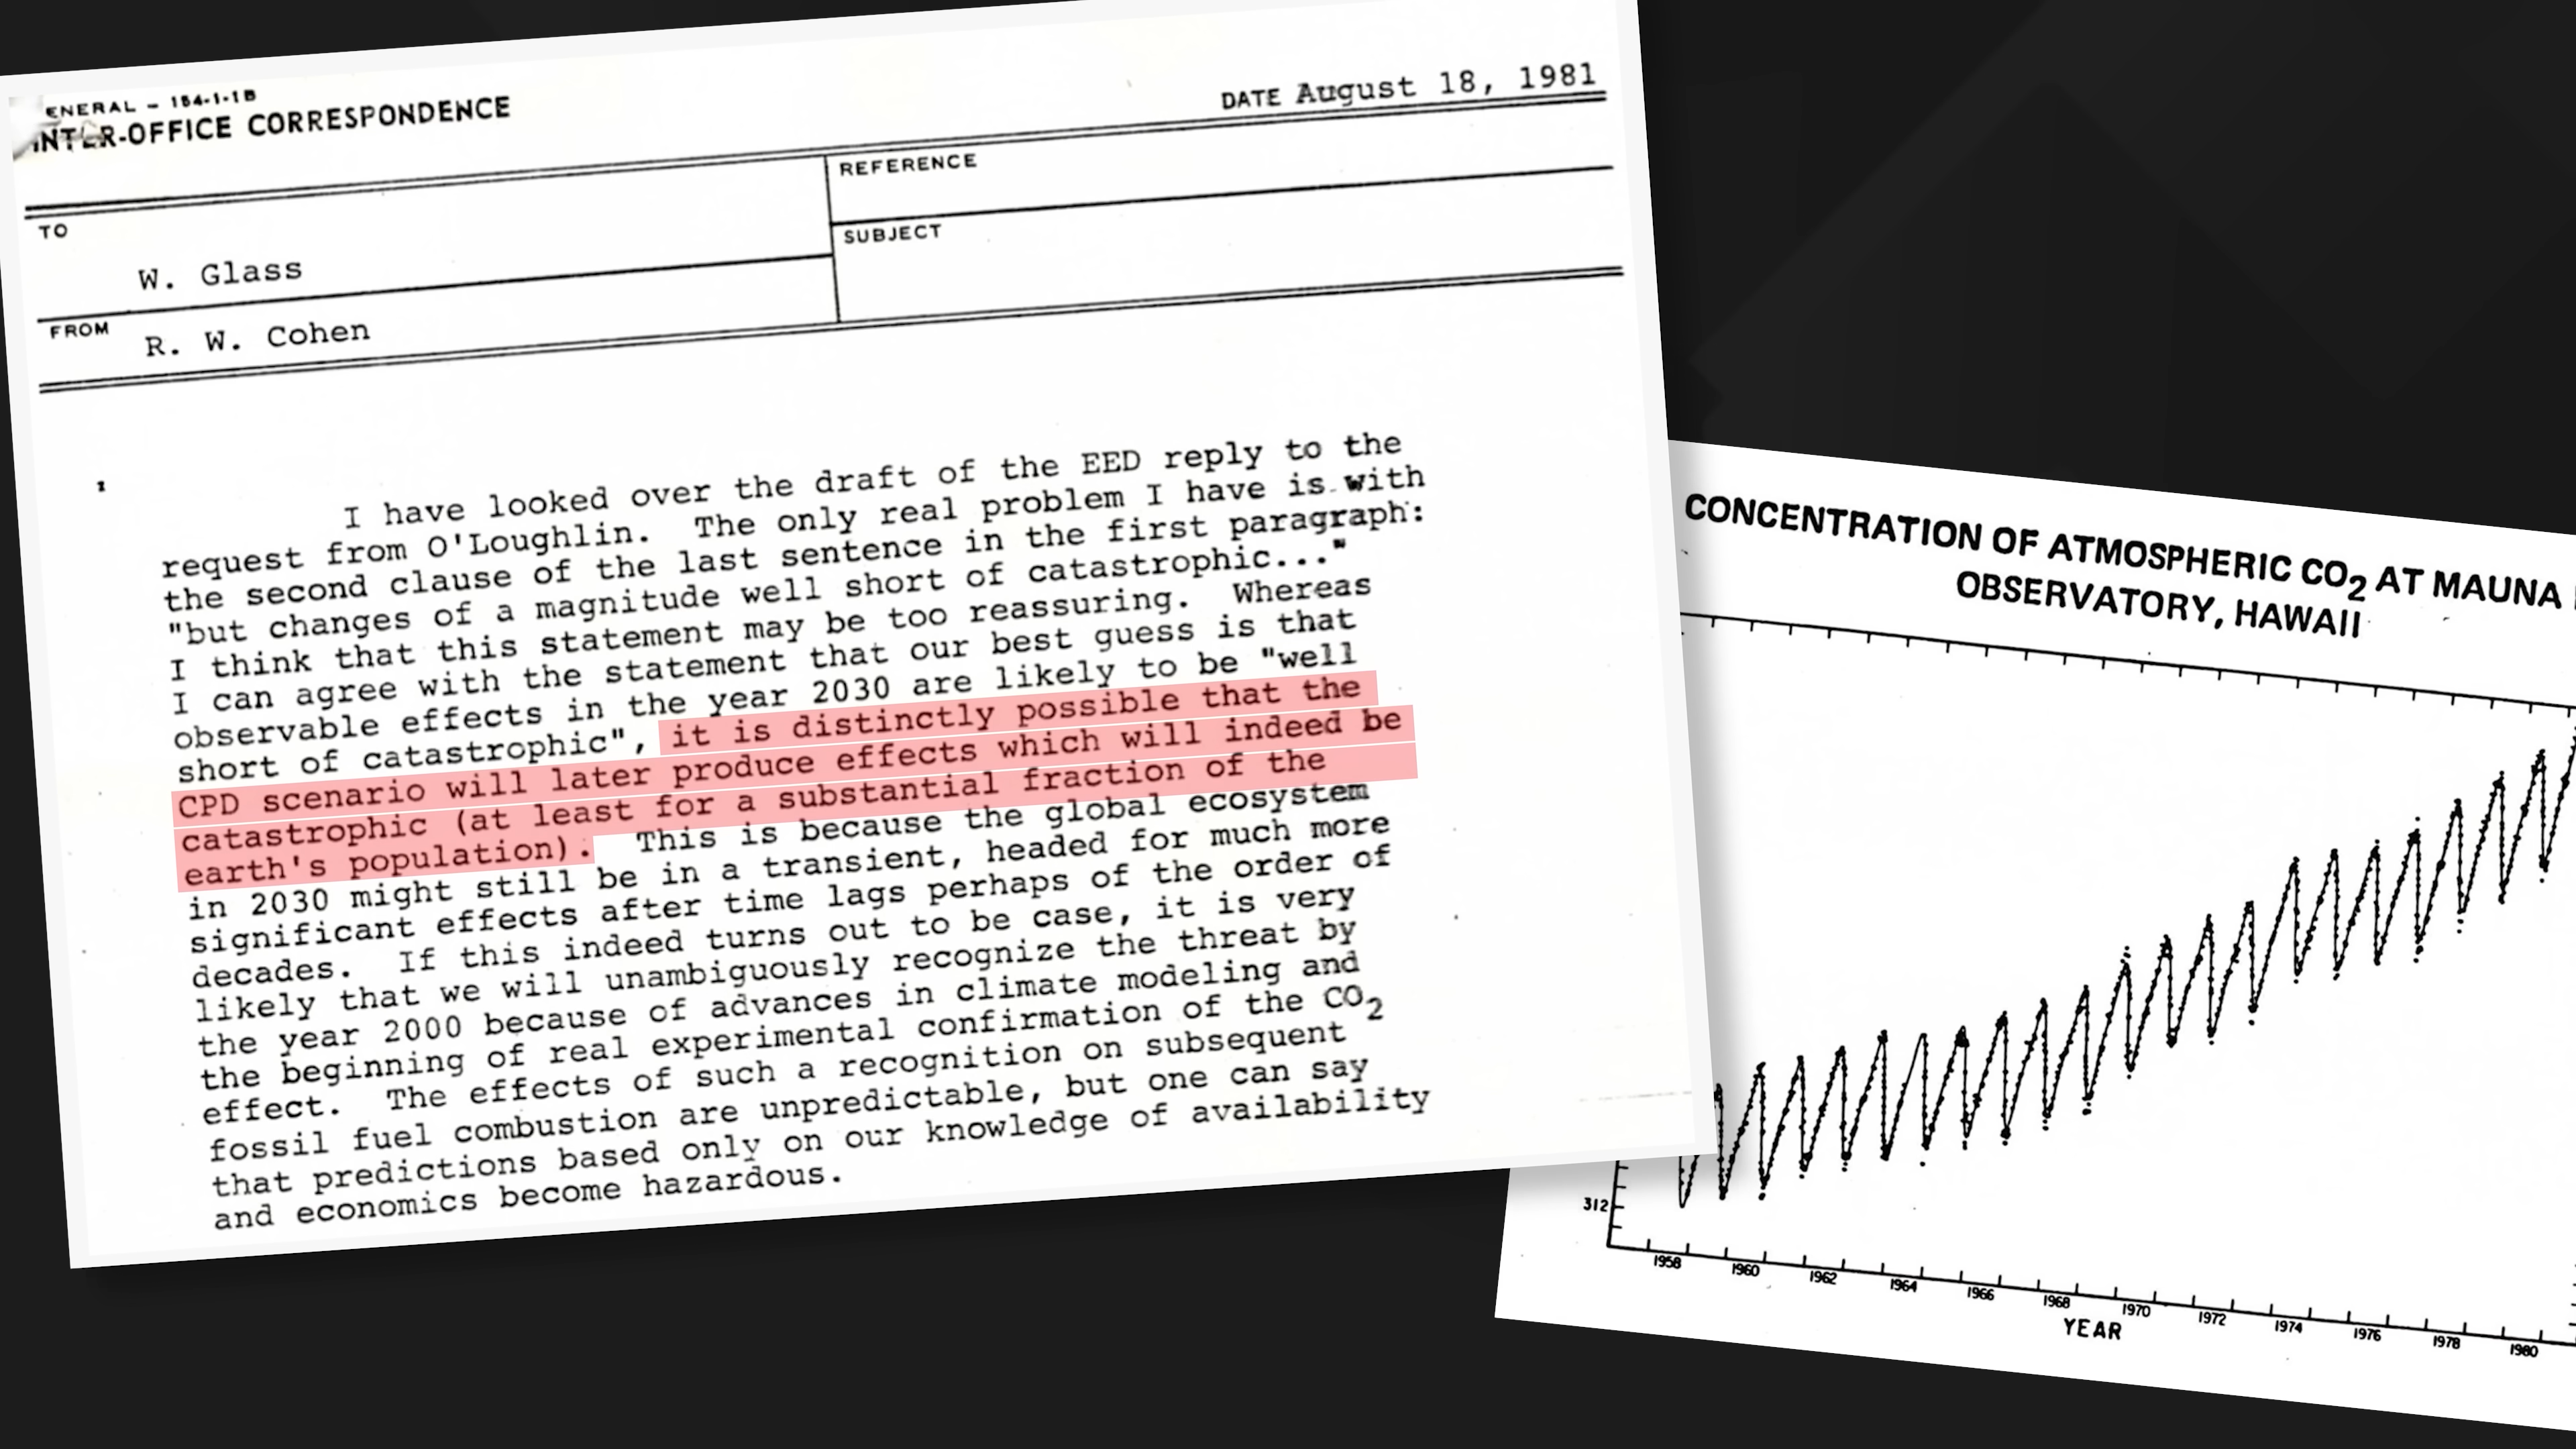 ENERAL - 184-1-1B
INTER-OFFICE CORRESPONDENCE
DATE August 18, 1981
REFERENCE
TO
SUBJECT
W. Glass
FROM
R. W. Cohen
I have looked over the draft of the EED reply to the
request from O'Loughlin. The only real problem I have is with
the second clause of the last sentence in the first paragraph:
"but changes of a magnitude well short of catastrophic..."
I think that this statement may be too reassuring. Whereas
I can agree with the statement that our best guess is that
observable effects in the year 2030 are likely to be "well
short of catastrophic", it is distinctly possible that the
CPD scenario will later produce effects which will indeed be
catastrophic (at least for a substantial fraction of the
earth's population). This is because the global ecosystem
in 2030 might still be in a transient, headed for much more
significant effects after time lags perhaps of the order of
decades. If this indeed turns out to be case, it is very
likely that we will unambiguously recognize the threat by
the year 2000 because of advances in climate modeling and
the beginning of real experimental confirmation of the CO2
effect. The effects of such a recognition on subsequent
fossil fuel combustion are unpredictable, but one can say
that predictions based only on our knowledge of availability
and economics become hazardous.
CONCENTRATION OF ATMOSPHERIC CO2 AT MAUNA
OBSERVATORY, HAWAII
312
1958 1960 1962 1964 1966 1968 1970 1972 1974 1976 1978 1980
YEAR